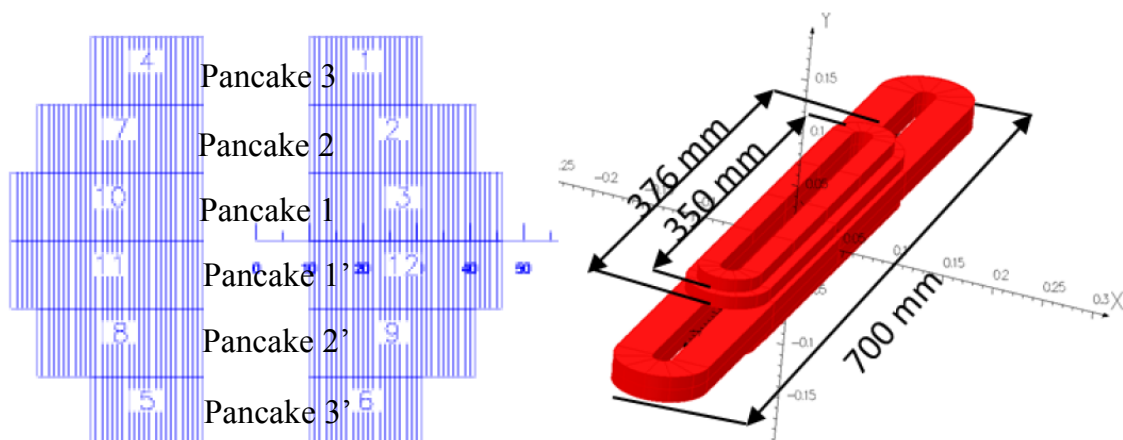 4 Pancake 3 1
7 Pancake 2 2
10 Pancake 1 3
11 Pancake 1' 12
0 10 20 40 50
8 Pancake 2' 9
5 Pancake 3' 6
Y
0.15
0.1
0.05
376 mm
350 mm
700 mm
.25
-0.2
0.05
0.1
0.15
0.2
0.25
0.3
X
-0.1
-0.15